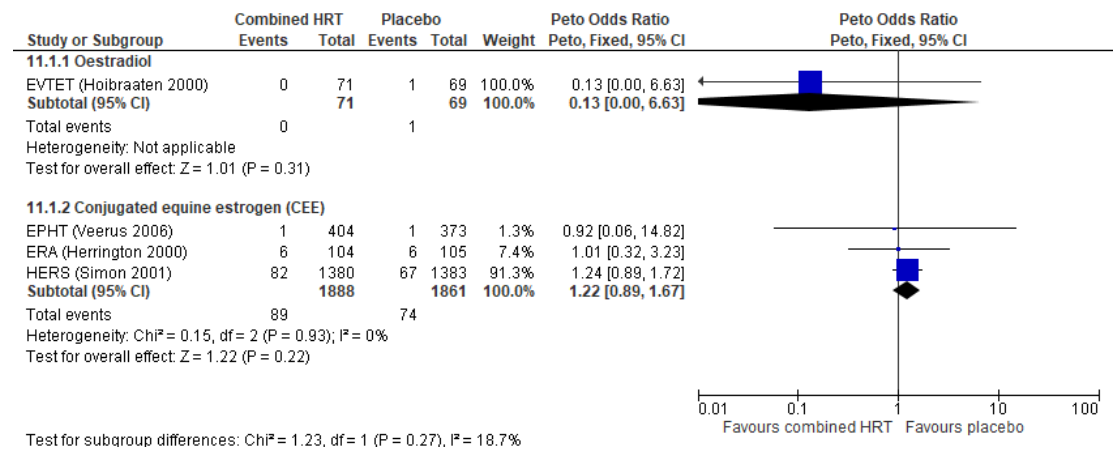 Combined HRT Placebo Peto Odds Ratio Peto Odds Ratio
Study or Subgroup Events Total Events Total Weight Peto, Fixed, 95% CI Peto, Fixed, 95% CI
11.1.1 Oestradiol
EVTET (Hoibraaten 2000) 0 71 1 69 100.0% 0.13 [0.00, 6.63]
Subtotal (95% CI) 71 69 100.0% 0.13 [0.00, 6.63]
Total events 0 1
Heterogeneity: Not applicable
Test for overall effect: Z = 1.01 (P = 0.31)
11.1.2 Conjugated equine estrogen (CEE)
EPHT (Veerus 2006) 1 404 1 373 1.3% 0.92 [0.06, 14.82]
ERA (Herrington 2000) 6 104 6 105 7.4% 1.01 [0.32, 3.23]
HERS (Simon 2001) 82 1380 67 1383 91.3% 1.24 [0.89, 1.72]
Subtotal (95% CI) 1888 1861 100.0% 1.22 [0.89, 1.67]
Total events 89 74
Heterogeneity: Chi² = 0.15, df = 2 (P = 0.93); I² = 0%
Test for overall effect: Z = 1.22 (P = 0.22)
0.01 0.1 1 10 100
Favours combined HRT Favours placebo
Test for subgroup differences: Chi² = 1.23, df = 1 (P = 0.27), I² = 18.7%